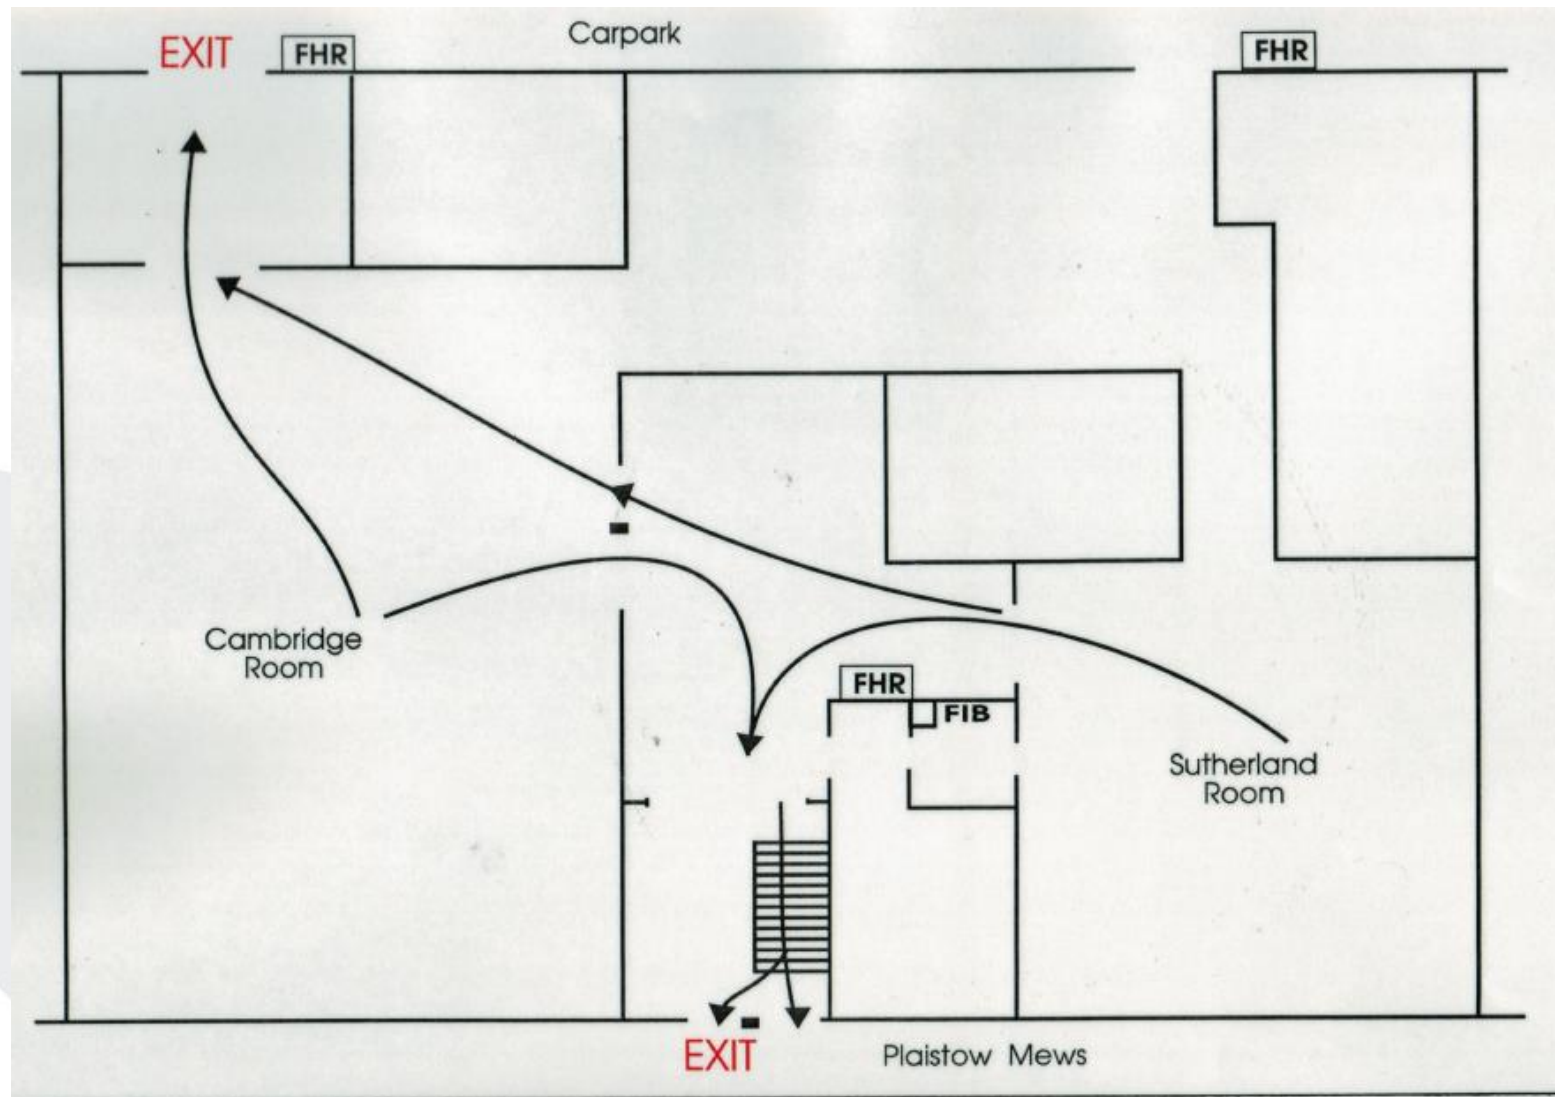 Carpark
EXIT
FHR
FHR
Cambridge
Room
FHR
FIB
Sutherland
Room
EXIT
Plaistow Mews